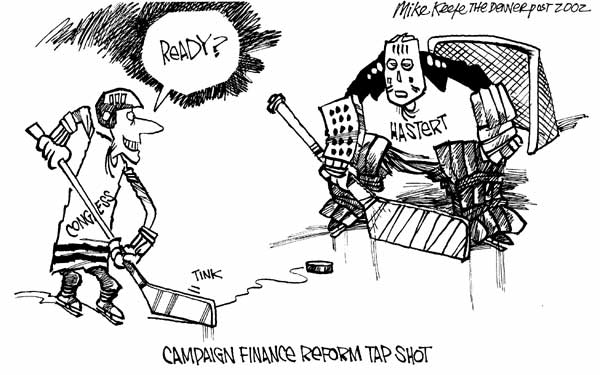 Mike Keefe THE DENVER POST 2002
READY?
HASTERT
CONGRESS
TINK
CAMPAIGN FINANCE REFORM TAP SHOT